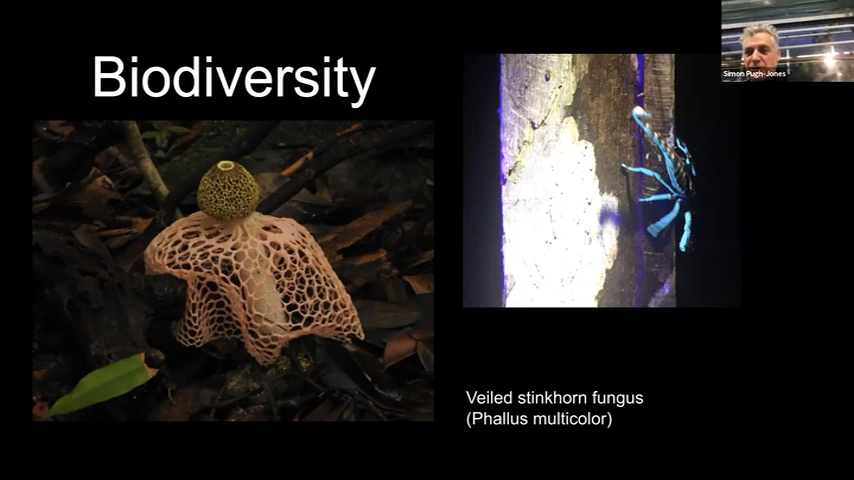 Biodiversity
Simon Pugh-Jones
Veiled stinkhorn fungus
(Phallus multicolor)